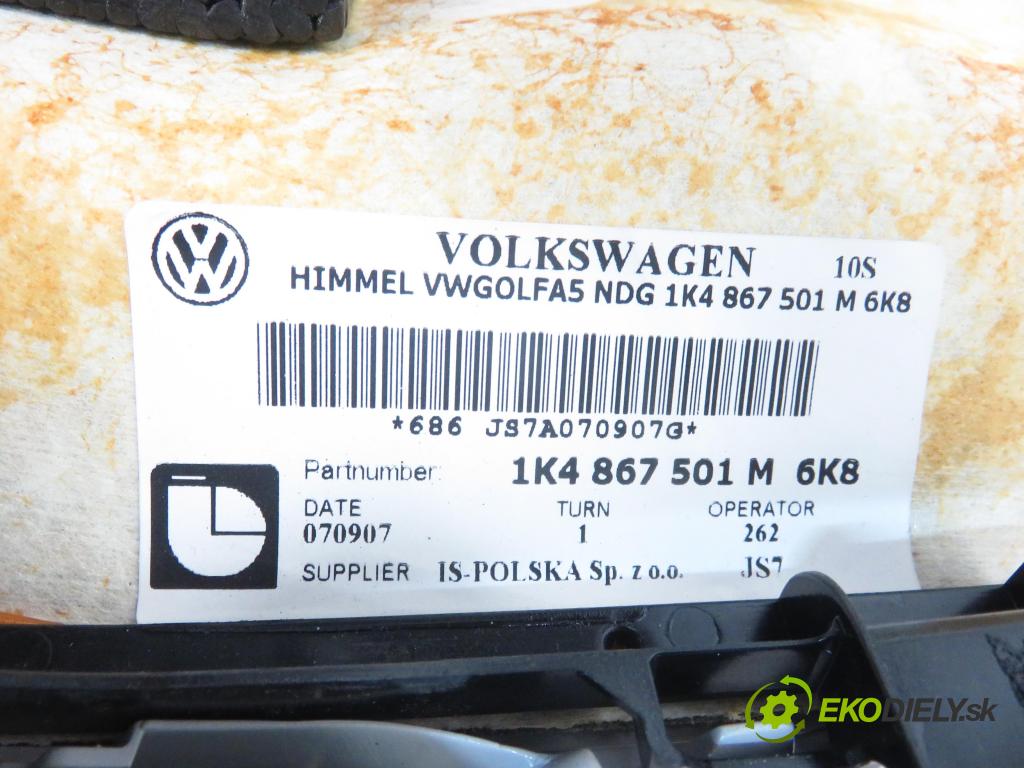 VOLKSWAGEN 10S
HIMMEL VWGOLFA5 NDG 1K4 867 501 M 6K8
*686 JS7A070907G*
Partnumber: 1K4 867 501 M 6K8
DATE TURN OPERATOR
070907 1 262
SUPPLIER IS-POLSKA Sp. z o.o. JS7
EKODIELY.sk